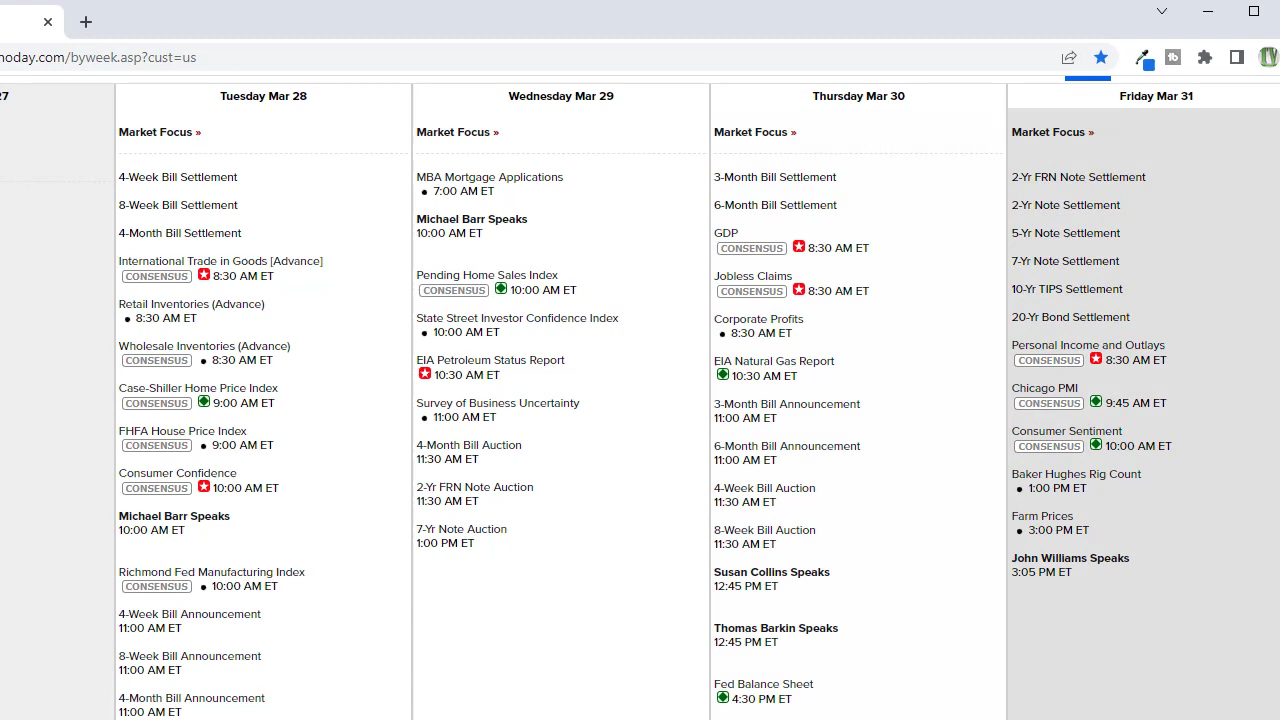 noday.com/byweek.asp?cust=us
27
Tuesday Mar 28
Market Focus »
4-Week Bill Settlement
8-Week Bill Settlement
4-Month Bill Settlement
International Trade in Goods [Advance]
CONSENSUS 8:30 AM ET
Retail Inventories (Advance)
• 8:30 AM ET
Wholesale Inventories (Advance)
CONSENSUS • 8:30 AM ET
Case-Shiller Home Price Index
CONSENSUS 9:00 AM ET
FHFA House Price Index
CONSENSUS • 9:00 AM ET
Consumer Confidence
CONSENSUS 10:00 AM ET
Michael Barr Speaks
10:00 AM ET
Richmond Fed Manufacturing Index
CONSENSUS • 10:00 AM ET
4-Week Bill Announcement
11:00 AM ET
8-Week Bill Announcement
11:00 AM ET
4-Month Bill Announcement
11:00 AM ET
Wednesday Mar 29
Market Focus »
MBA Mortgage Applications
• 7:00 AM ET
Michael Barr Speaks
10:00 AM ET
Pending Home Sales Index
CONSENSUS 10:00 AM ET
State Street Investor Confidence Index
• 10:00 AM ET
EIA Petroleum Status Report
10:30 AM ET
Survey of Business Uncertainty
• 11:00 AM ET
4-Month Bill Auction
11:30 AM ET
2-Yr FRN Note Auction
11:30 AM ET
7-Yr Note Auction
1:00 PM ET
Thursday Mar 30
Market Focus »
3-Month Bill Settlement
6-Month Bill Settlement
GDP
CONSENSUS 8:30 AM ET
Jobless Claims
CONSENSUS 8:30 AM ET
Corporate Profits
• 8:30 AM ET
EIA Natural Gas Report
10:30 AM ET
3-Month Bill Announcement
11:00 AM ET
6-Month Bill Announcement
11:00 AM ET
4-Week Bill Auction
11:30 AM ET
8-Week Bill Auction
11:30 AM ET
Susan Collins Speaks
12:45 PM ET
Thomas Barkin Speaks
12:45 PM ET
Fed Balance Sheet
4:30 PM ET
Friday Mar 31
Market Focus »
2-Yr FRN Note Settlement
2-Yr Note Settlement
5-Yr Note Settlement
7-Yr Note Settlement
10-Yr TIPS Settlement
20-Yr Bond Settlement
Personal Income and Outlays
CONSENSUS 8:30 AM ET
Chicago PMI
CONSENSUS 9:45 AM ET
Consumer Sentiment
CONSENSUS 10:00 AM ET
Baker Hughes Rig Count
• 1:00 PM ET
Farm Prices
• 3:00 PM ET
John Williams Speaks
3:05 PM ET